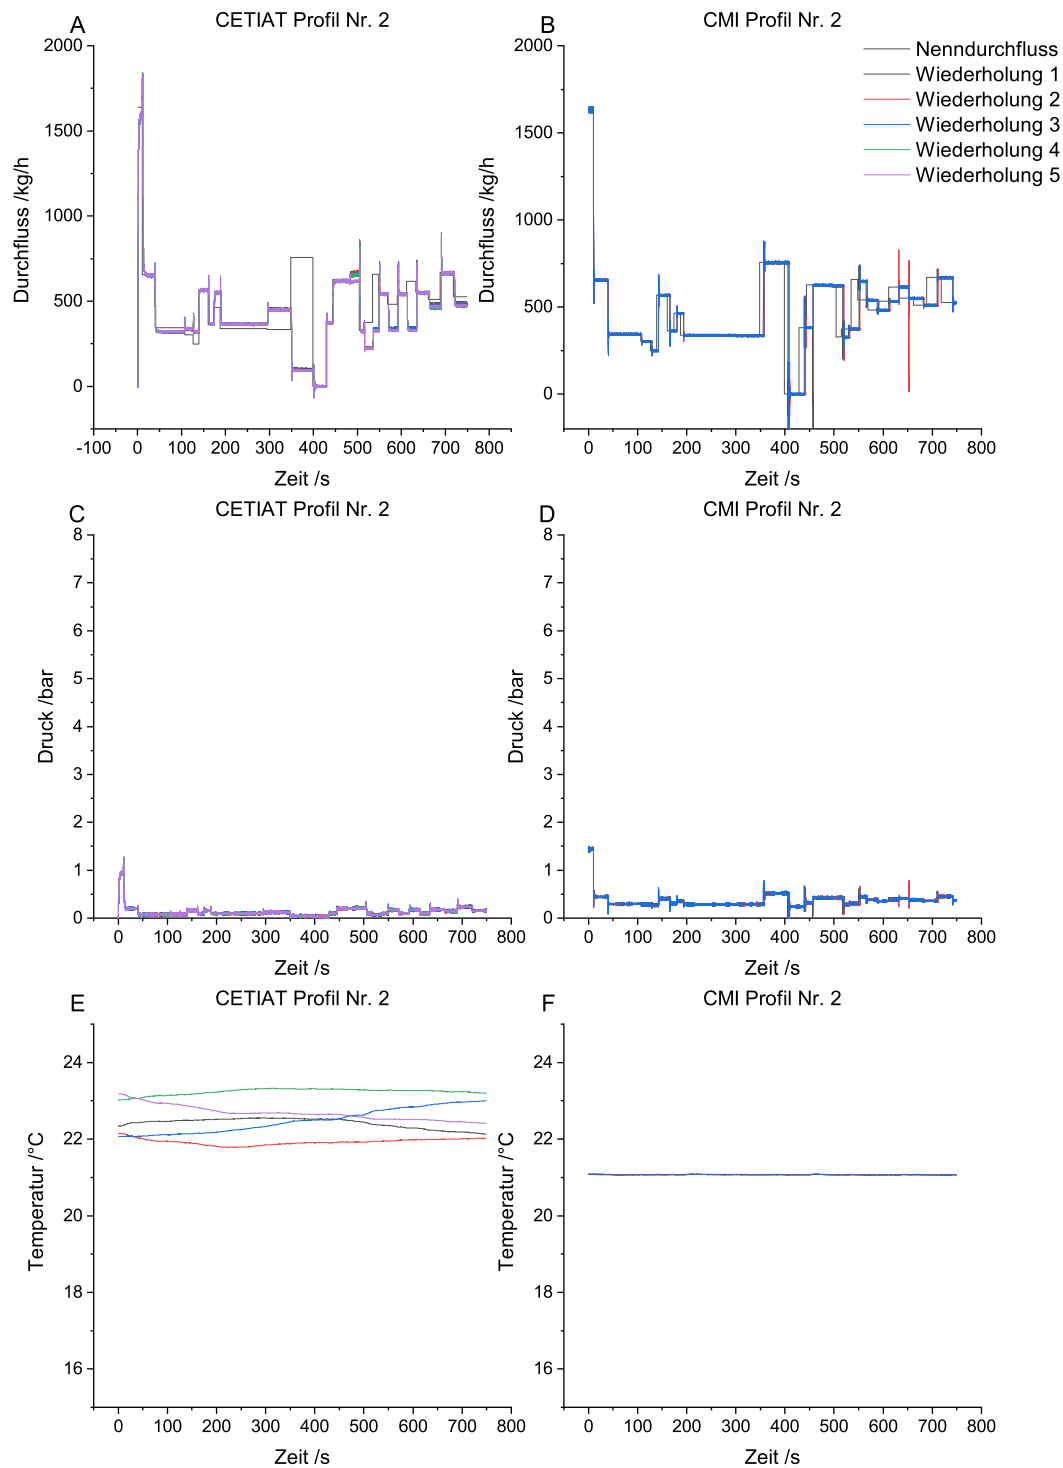 A
CETIAT Profil Nr. 2
B
CMI Profil Nr. 2
Nenndurchfluss
Wiederholung 1
Wiederholung 2
Wiederholung 3
Wiederholung 4
Wiederholung 5
Durchfluss /kg/h
2000
1500
1000
500
0
-100 0 100 200 300 400 500 600 700 800
Zeit /s
Durchfluss /kg/h
2000
1500
1000
500
0
0 100 200 300 400 500 600 700 800
Zeit /s
C
CETIAT Profil Nr. 2
D
CMI Profil Nr. 2
Druck /bar
8
7
6
5
4
3
2
1
0
0 100 200 300 400 500 600 700 800
Zeit /s
Druck /bar
8
7
6
5
4
3
2
1
0
0 100 200 300 400 500 600 700 800
Zeit /s
E
CETIAT Profil Nr. 2
F
CMI Profil Nr. 2
Temperatur /°C
24
22
20
18
16
0 100 200 300 400 500 600 700 800
Zeit /s
Temperatur /°C
24
22
20
18
16
0 100 200 300 400 500 600 700 800
Zeit /s